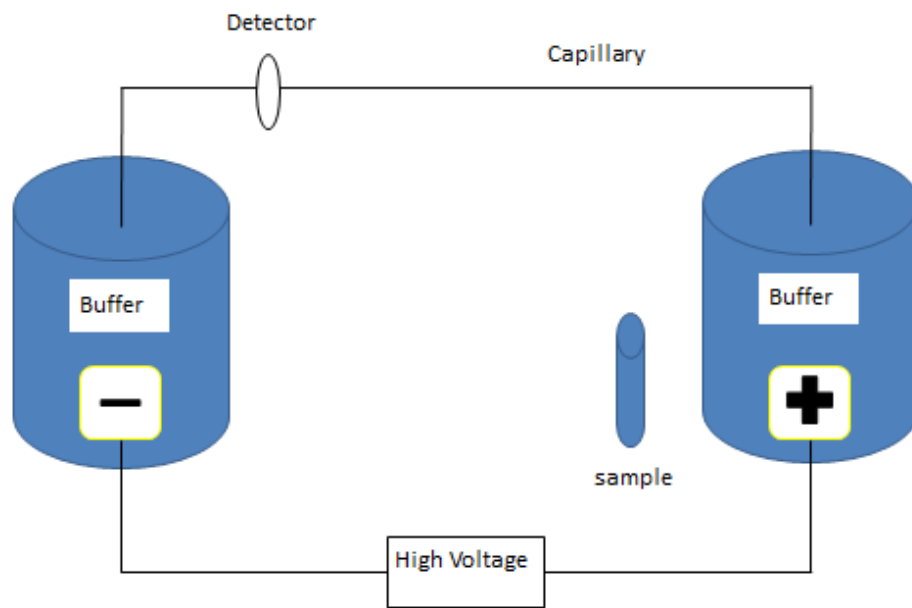 Detector
Capillary
Buffer
Buffer
−
+
sample
High Voltage